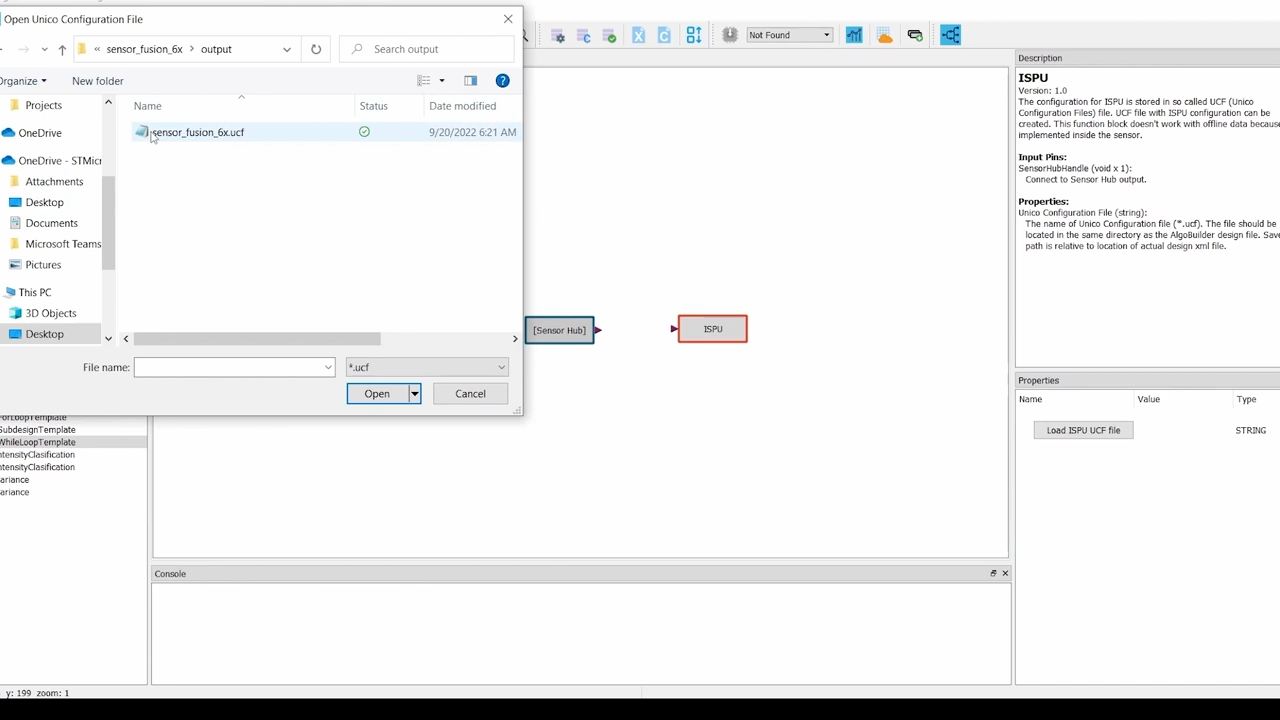 Open Unico Configuration File
« sensor_fusion_6x > output
Search output
Organize
New folder
Name
Status
Date modified
sensor_fusion_6x.ucf
9/20/2022 6:21 AM
Projects
OneDrive
OneDrive - STMicr
Attachments
Desktop
Documents
Microsoft Teams
Pictures
This PC
3D Objects
Desktop
File name:
*.ucf
Open
Cancel
Not Found
[Sensor Hub]
ISPU
ForLoopTemplate
SubdesignTemplate
WhileLoopTemplate
ntensityClasification
ntensityClasification
ariance
ariance
Console
y: 199 zoom: 1
Description
ISPU
Version: 1.0
The configuration for ISPU is stored in so called UCF (Unico
Configuration Files) file. UCF file with ISPU configuration can be
created. This function block doesn't work with offline data because
implemented inside the sensor.
Input Pins:
SensorHubHandle (void x 1):
Connect to Sensor Hub output.
Properties:
Unico Configuration File (string):
The name of Unico Configuration file (*.ucf). The file should be
located in the same directory as the AlgoBuilder design file. Save
path is relative to location of actual design xml file.
Properties
Name
Value
Type
Load ISPU UCF file
STRING